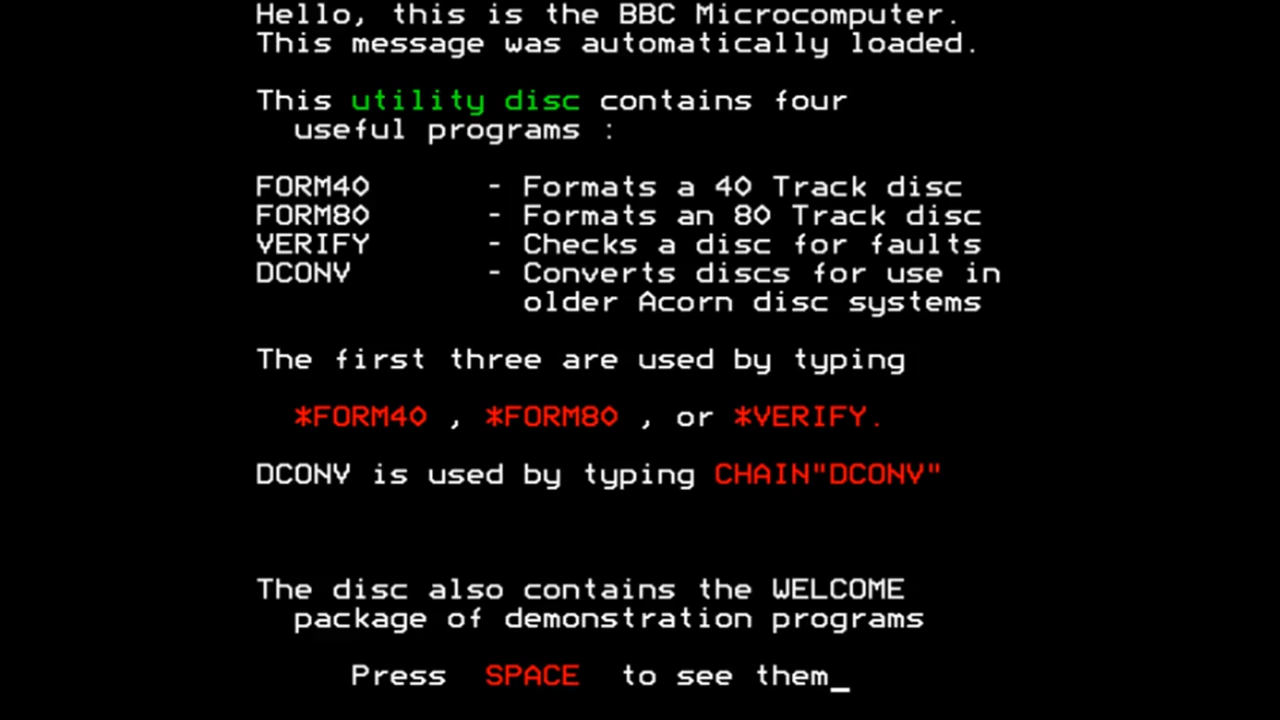 Hello, this is the BBC Microcomputer.
This message was automatically loaded.
This utility disc contains four
useful programs :
FORM40 - Formats a 40 Track disc
FORM80 - Formats an 80 Track disc
VERIFY - Checks a disc for faults
DCONV - Converts discs for use in
older Acorn disc systems
The first three are used by typing
*FORM40 , *FORM80 , or *VERIFY.
DCONV is used by typing CHAIN"DCONV"
The disc also contains the WELCOME
package of demonstration programs
Press SPACE to see them_